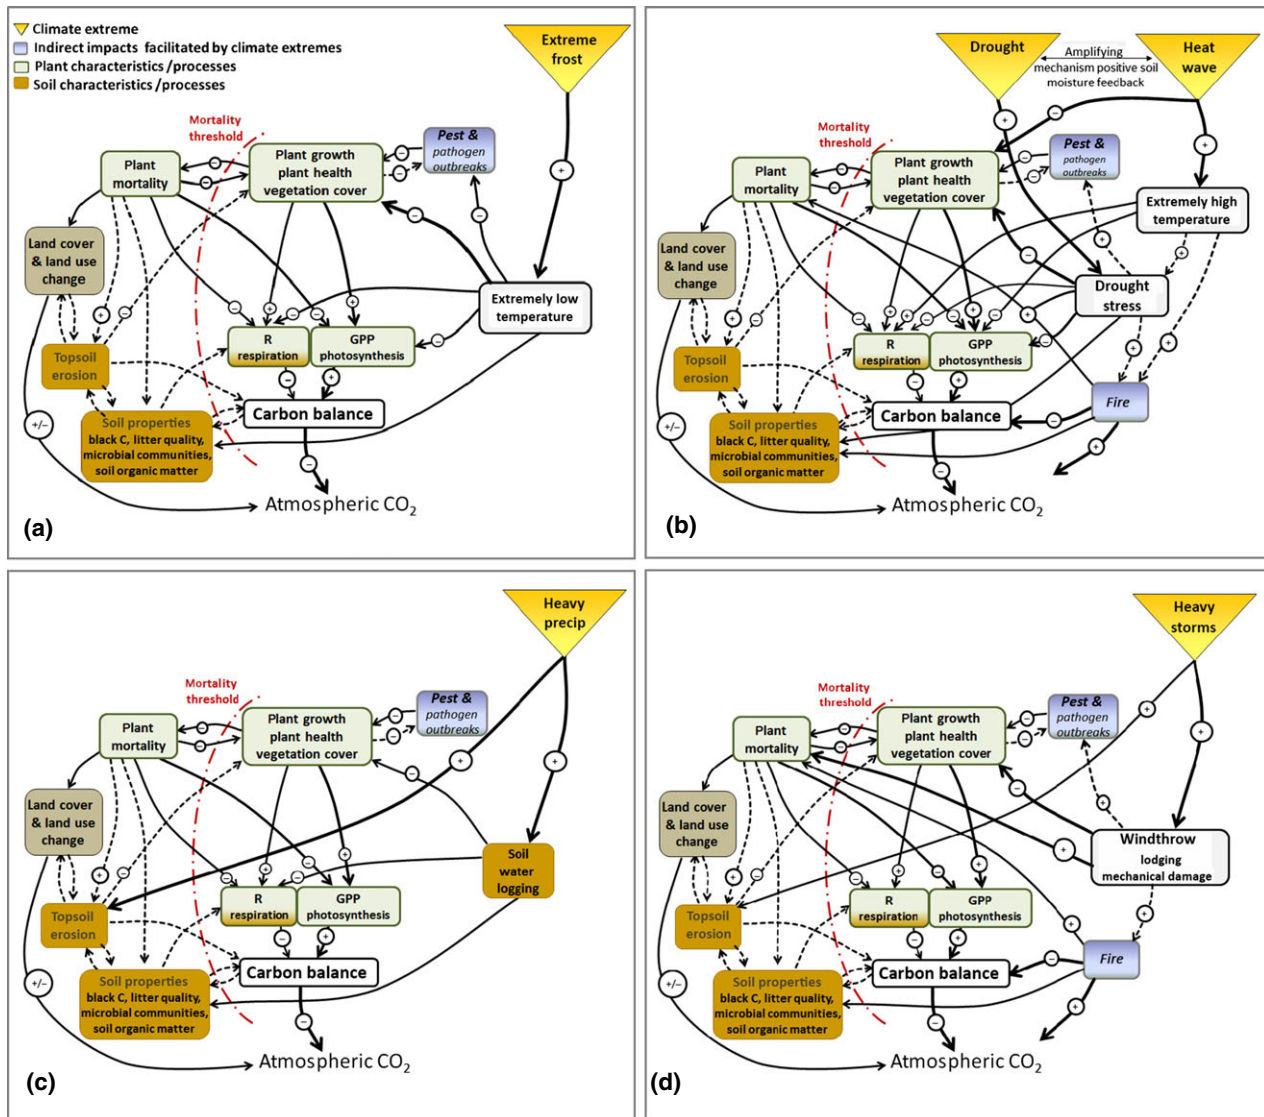 Climate extreme
Indirect impacts facilitated by climate extremes
Plant characteristics/processes
Soil characteristics/processes
Extreme
frost
Mortality
threshold
Plant
mortality
Plant growth
plant health
vegetation cover
Pest &
pathogen
outbreaks
Land cover
& land use
change
Extremely low
temperature
R
respiration
GPP
photosynthesis
Topsoil
erosion
Carbon balance
Soil properties
black C, litter quality,
microbial communities,
soil organic matter
+/−
Atmospheric CO₂
(a)
Drought
Amplifying
mechanism positive soil
moisture feedback
Heat
wave
Mortality
threshold
Plant
mortality
Plant growth
plant health
vegetation cover
Pest &
pathogen
outbreaks
Extremely high
temperature
Land cover
& land use
change
Drought
stress
R
respiration
GPP
photosynthesis
Topsoil
erosion
Fire
Carbon balance
Soil properties
black C, litter quality,
microbial communities,
soil organic matter
+/−
Atmospheric CO₂
(b)
Heavy
precip
Mortality
threshold
Plant
mortality
Plant growth
plant health
vegetation cover
Pest &
pathogen
outbreaks
Land cover
& land use
change
Soil
water
logging
R
respiration
GPP
photosynthesis
Topsoil
erosion
Carbon balance
Soil properties
black C, litter quality,
microbial communities,
soil organic matter
+/−
Atmospheric CO₂
(c)
Heavy
storms
Mortality
threshold
Plant
mortality
Plant growth
plant health
vegetation cover
Pest &
pathogen
outbreaks
Land cover
& land use
change
Windthrow
lodging
mechanical damage
R
respiration
GPP
photosynthesis
Topsoil
erosion
Fire
Carbon balance
Soil properties
black C, litter quality,
microbial communities,
soil organic matter
+/−
Atmospheric CO₂
(d)